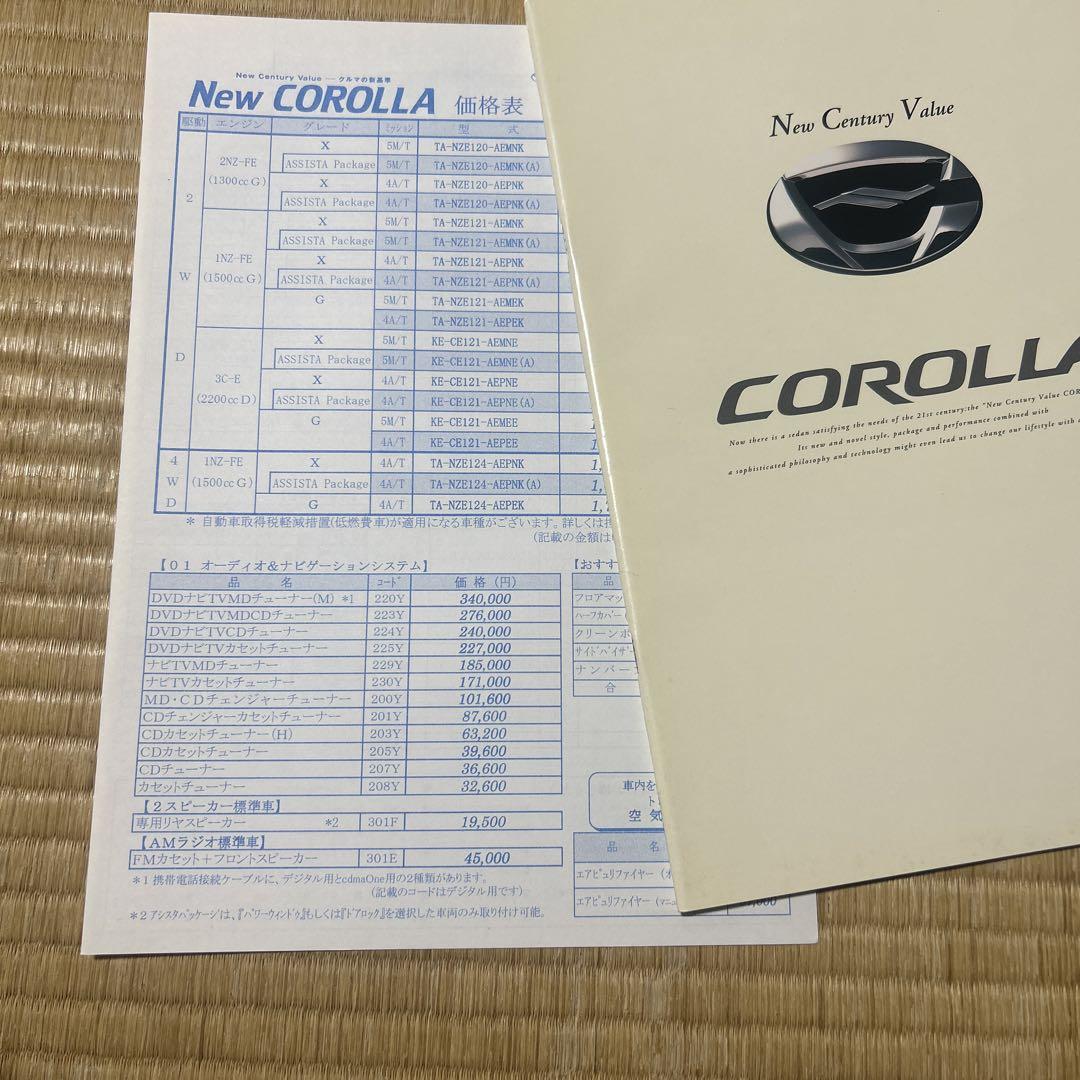 New Century Value ― クルマの新基準
New COROLLA 価格表
駆動 エンジン グレード ミッション 型 式
2WD
2NZ-FE (1300cc G)
X 5M/T TA-NZE120-AEMNK
ASSISTA Package 5M/T TA-NZE120-AEMNK(A)
X 4A/T TA-NZE120-AEPNK
ASSISTA Package 4A/T TA-NZE120-AEPNK(A)
1NZ-FE (1500cc G)
X 5M/T TA-NZE121-AEMNK
ASSISTA Package 5M/T TA-NZE121-AEMNK(A)
X 4A/T TA-NZE121-AEPNK
ASSISTA Package 4A/T TA-NZE121-AEPNK(A)
G 5M/T TA-NZE121-AEMEK
4A/T TA-NZE121-AEPEK
3C-E (2200cc D)
X 5M/T KE-CE121-AEMNE
ASSISTA Package 5M/T KE-CE121-AEMNE(A)
X 4A/T KE-CE121-AEPNE
ASSISTA Package 4A/T KE-CE121-AEPNE(A)
G 5M/T KE-CE121-AEMEE
4A/T KE-CE121-AEPEE
4WD
1NZ-FE (1500cc G)
X 4A/T TA-NZE124-AEPNK
ASSISTA Package 4A/T TA-NZE124-AEPNK(A)
G 4A/T TA-NZE124-AEPEK
* 自動車取得税軽減措置(低燃費車)が適用になる車種がございます。詳しくは
(記載の金額は
【01 オーディオ&ナビゲーションシステム】
品 名 コード 価格(円)
DVDナビTVMDチューナー(M) *1 220Y 340,000
DVDナビTVMDCDチューナー 223Y 276,000
DVDナビTVCDチューナー 224Y 240,000
DVDナビTVカセットチューナー 225Y 227,000
ナビTVMDチューナー 229Y 185,000
ナビTVカセットチューナー 230Y 171,000
MD・CDチェンジャーチューナー 200Y 101,600
CDチェンジャーカセットチューナー 201Y 87,600
CDカセットチューナー(H) 203Y 63,200
CDカセットチューナー 205Y 39,600
CDチューナー 207Y 36,600
カセットチューナー 208Y 32,600
【2スピーカー標準車】
専用リヤスピーカー *2 301F 19,500
【AMラジオ標準車】
FMカセット+フロントスピーカー 301E 45,000
*1 携帯電話接続ケーブルに、デジタル用とcdmaOne用の2種類があります。
(記載のコードはデジタル用です)
*2 アシスタパッケージは、『パワーウィンドゥ』もしくは『ドアロック』を選択した車両のみ取り付け可能。
【おすす
品
フロアマッ
ハーフカバー
クリーンボ
サイドバイザ
ナンバー
合
車内を
ト
空 気
品 名
エアピュリファイヤー (オ
エアピュリファイヤー (マニュ
New Century Value
COROLLA
Now there is a sedan satisfying the needs of the 21st century:the "New Century Value COR
Its new and novel style, package and performance combined with
a sophisticated philosophy and technology might even lead us to change our lifestyle with a